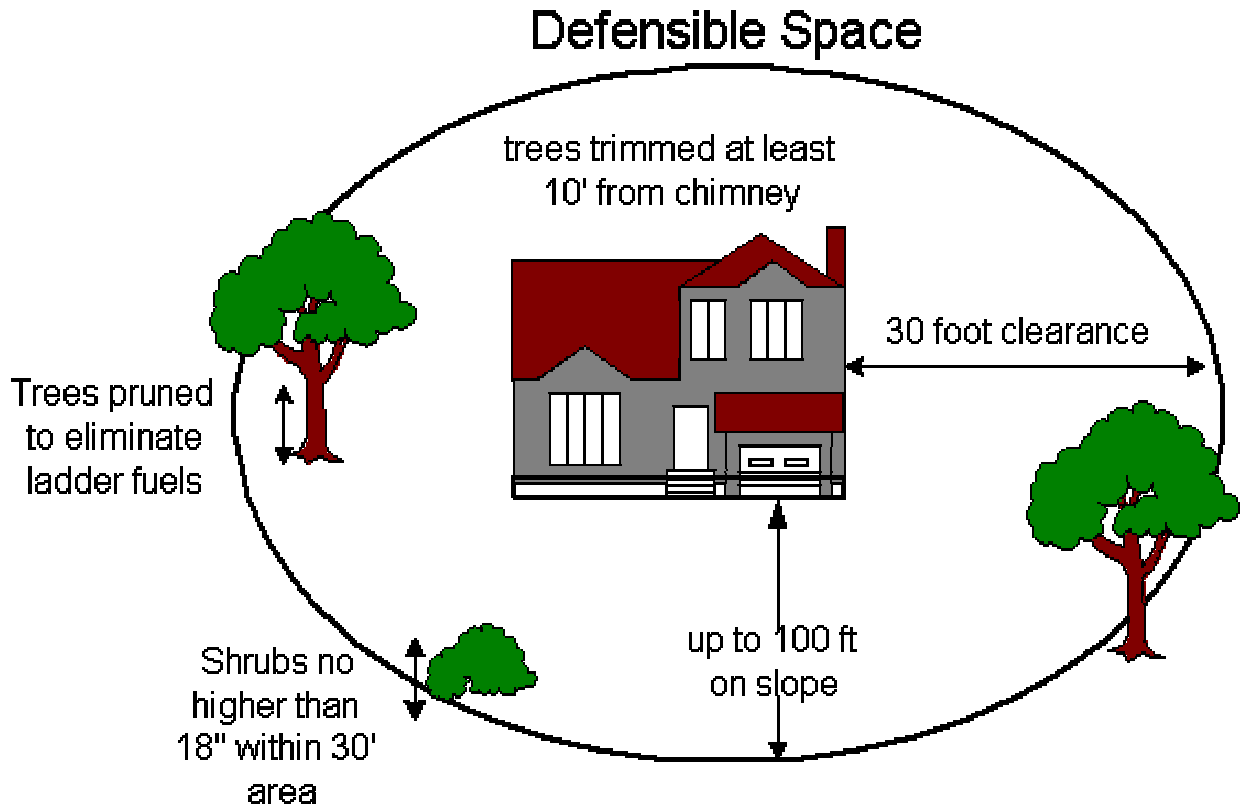 Defensible Space
trees trimmed at least
10' from chimney
30 foot clearance
Trees pruned
to eliminate
ladder fuels
up to 100 ft
on slope
Shrubs no
higher than
18" within 30'
area